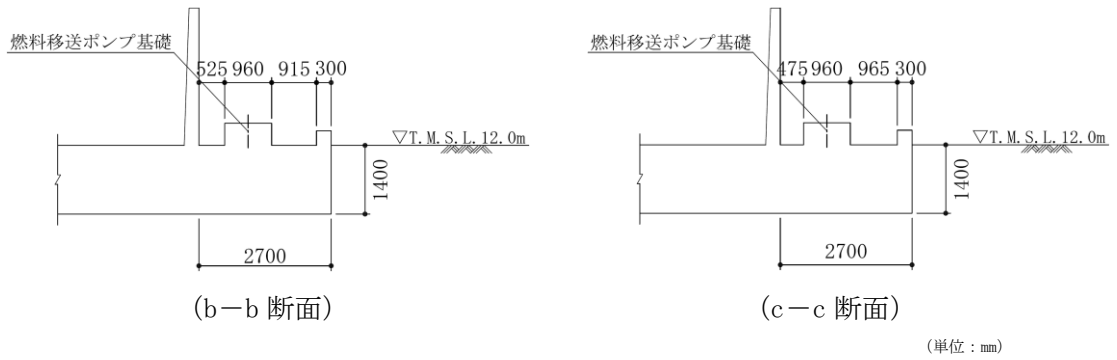 燃料移送ポンプ基礎
525 960 915 300
▽T.M.S.L.12.0m
1400
2700
(b－b 断面)
燃料移送ポンプ基礎
475 960 965 300
▽T.M.S.L.12.0m
1400
2700
(c－c 断面)
(単位：mm)